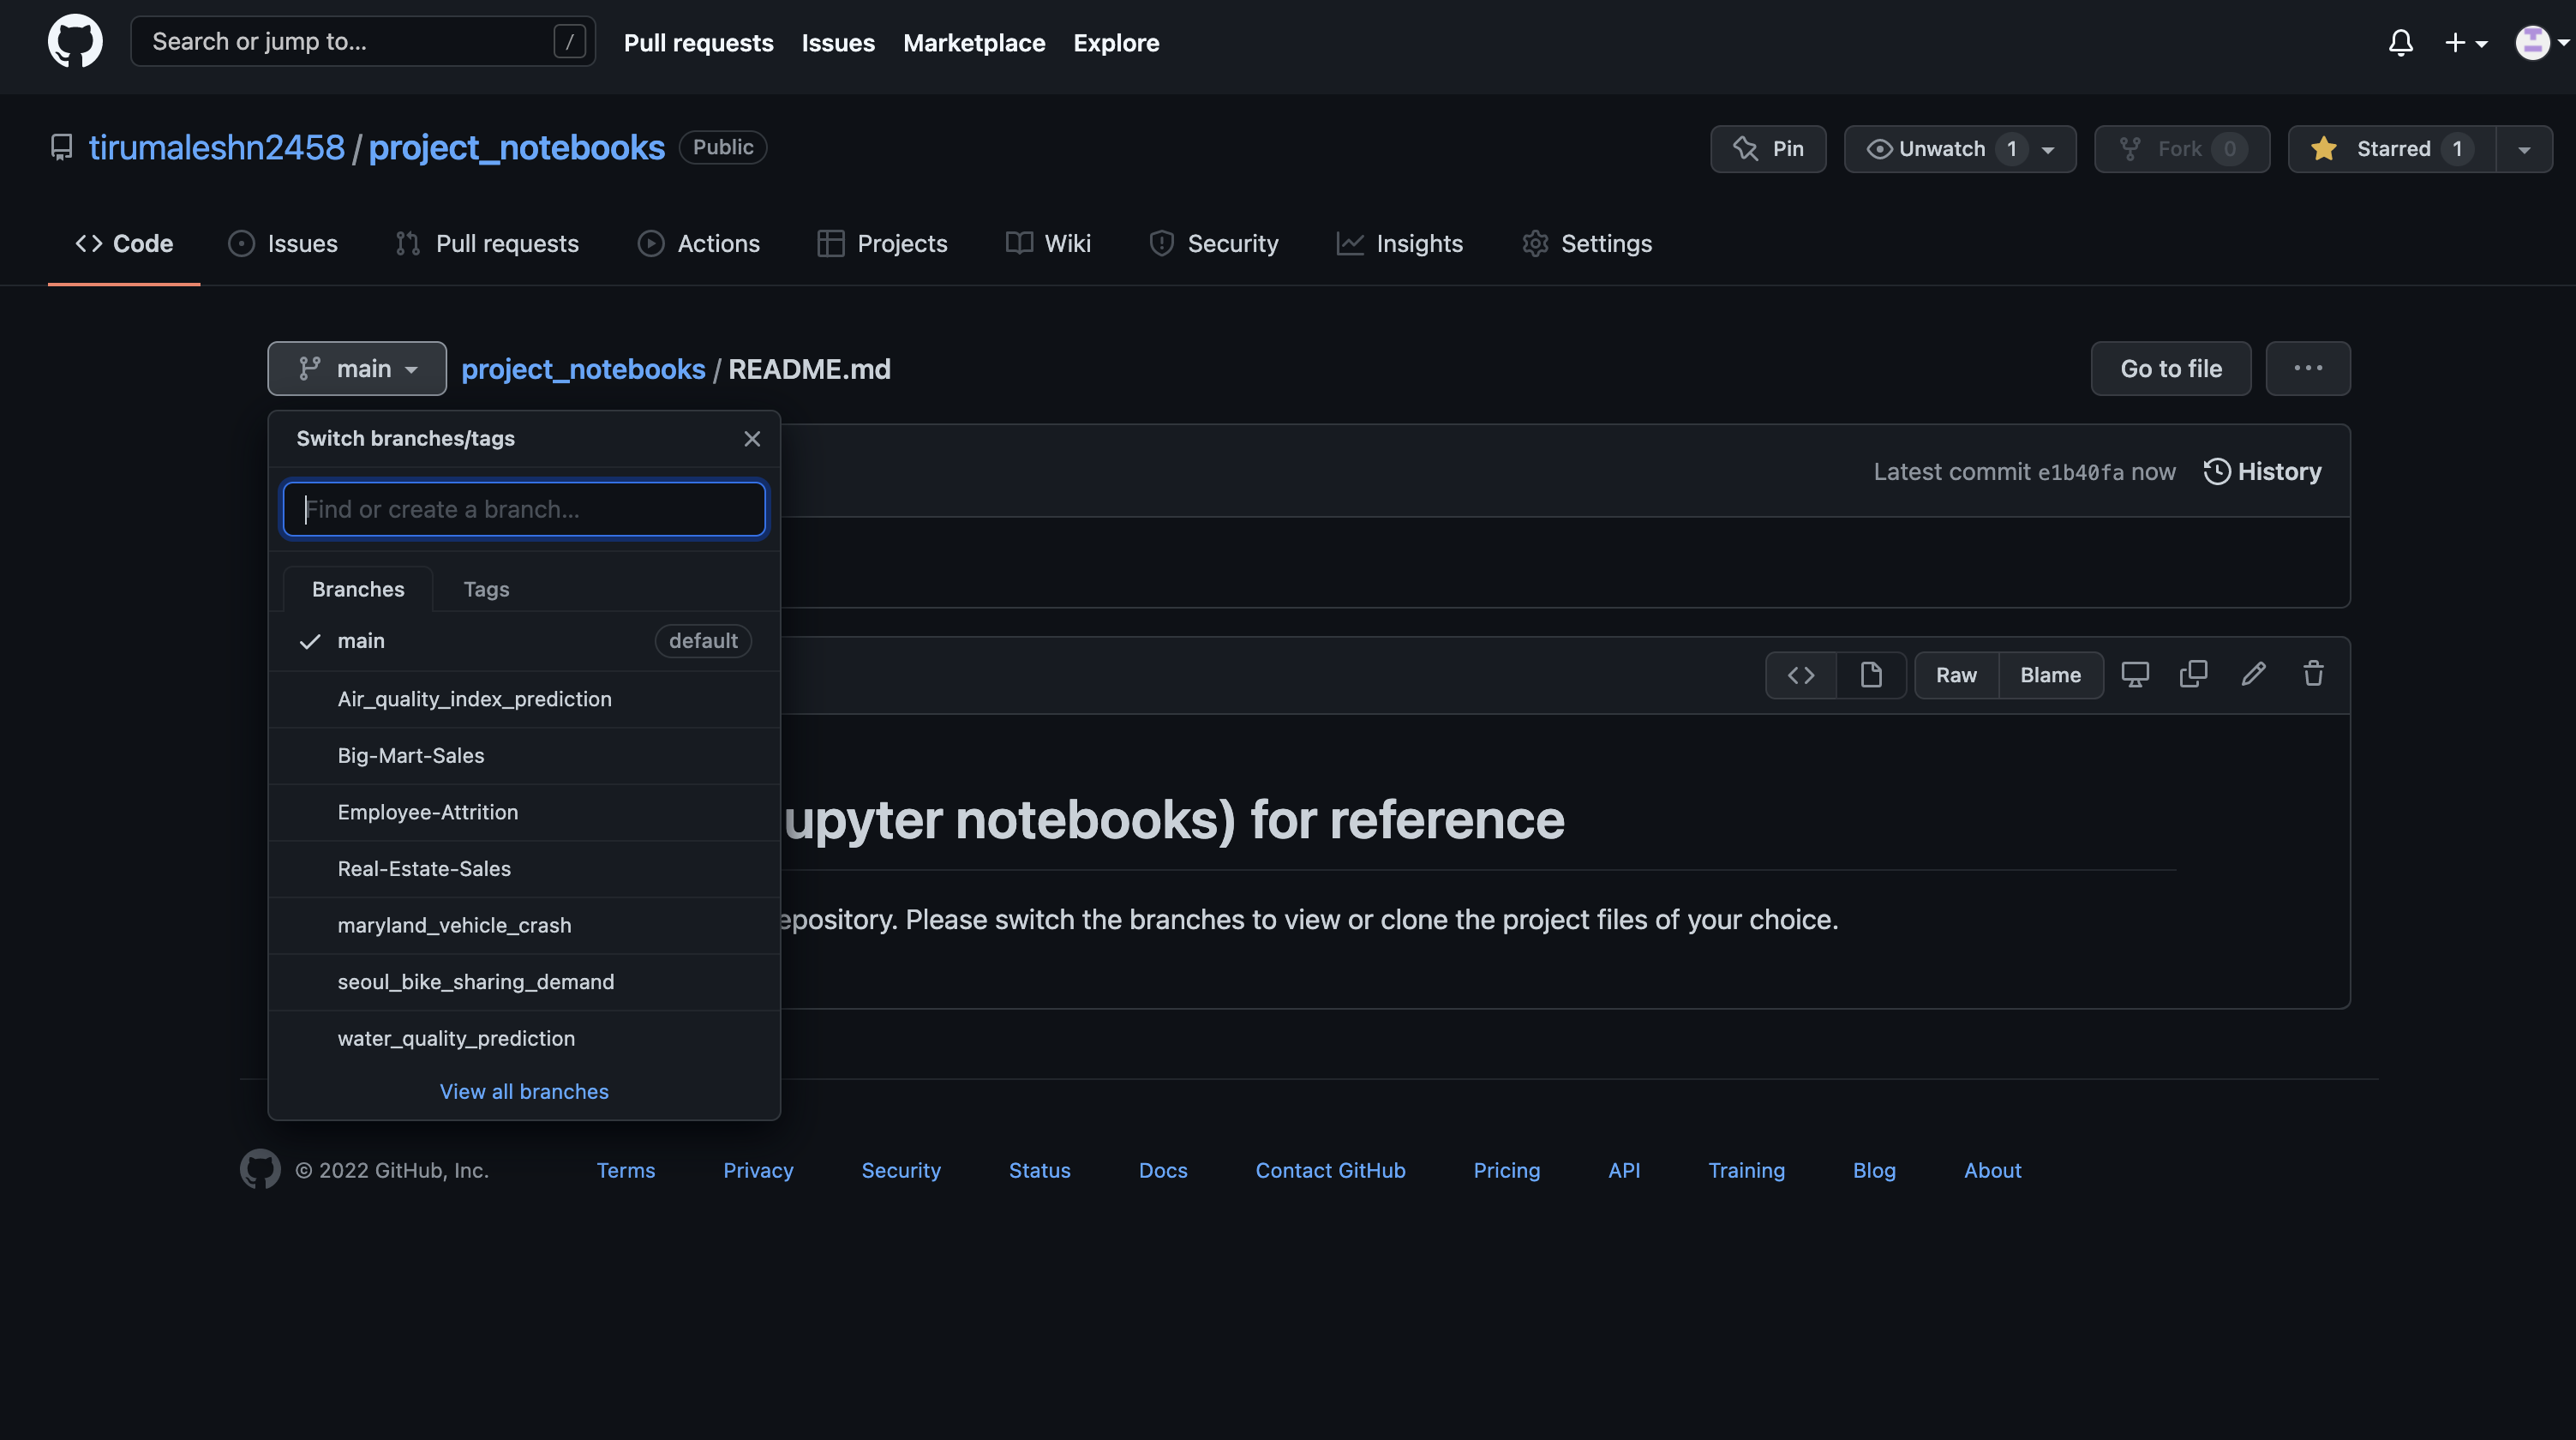 Search or jump to... /
Pull requests Issues Marketplace Explore
tirumaleshn2458 / project_notebooks Public
Pin Unwatch 1 Fork 0 Starred 1
Code Issues Pull requests Actions Projects Wiki Security Insights Settings
main project_notebooks / README.md Go to file ...
Switch branches/tags
Latest commit e1b40fa now History
Find or create a branch...
Branches Tags
main default
Raw Blame
Air_quality_index_prediction
Big-Mart-Sales
Employee-Attrition
upyter notebooks) for reference
Real-Estate-Sales
maryland_vehicle_crash
epository. Please switch the branches to view or clone the project files of your choice.
seoul_bike_sharing_demand
water_quality_prediction
View all branches
© 2022 GitHub, Inc. Terms Privacy Security Status Docs Contact GitHub Pricing API Training Blog About